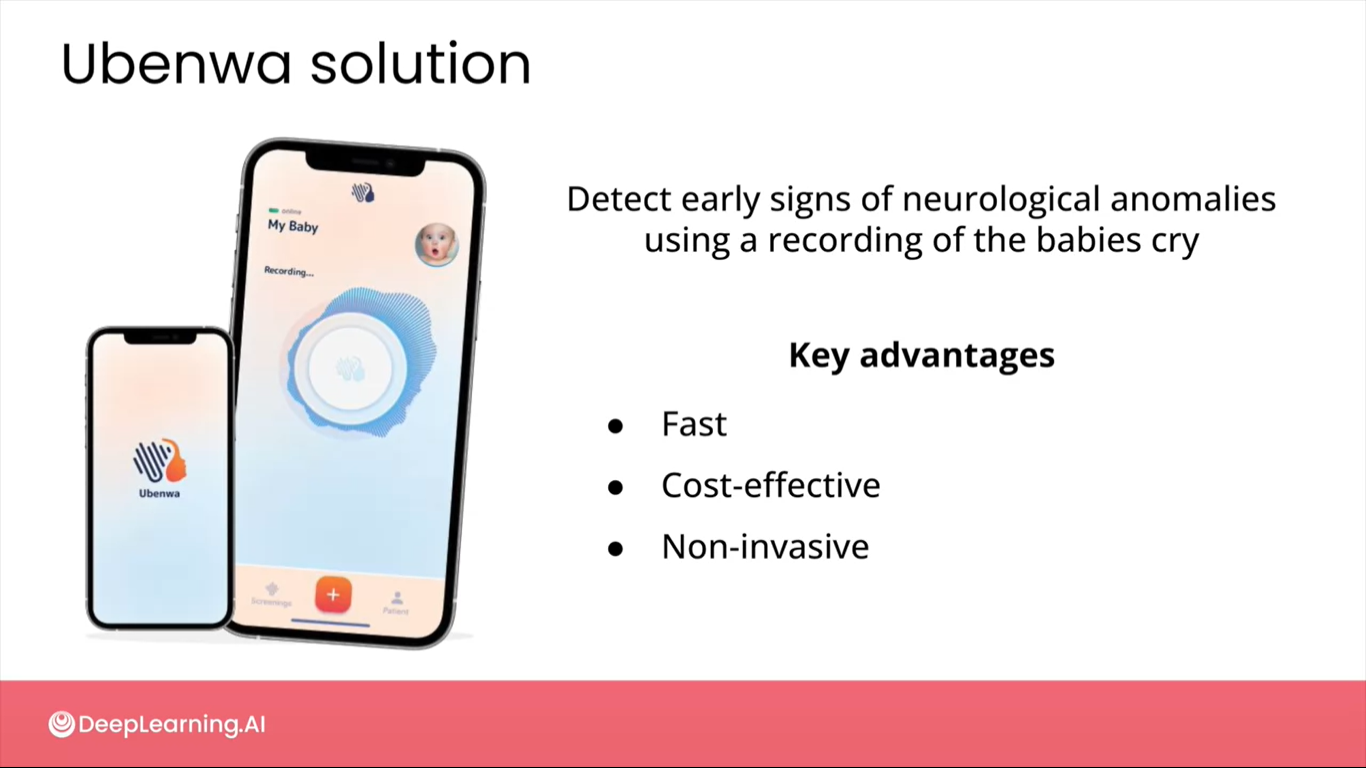 Ubenwa solution
online
My Baby
Recording...
Ubenwa
Screenings
+
Patient
Detect early signs of neurological anomalies
using a recording of the babies cry
Key advantages
● Fast
● Cost-effective
● Non-invasive
DeepLearning.AI